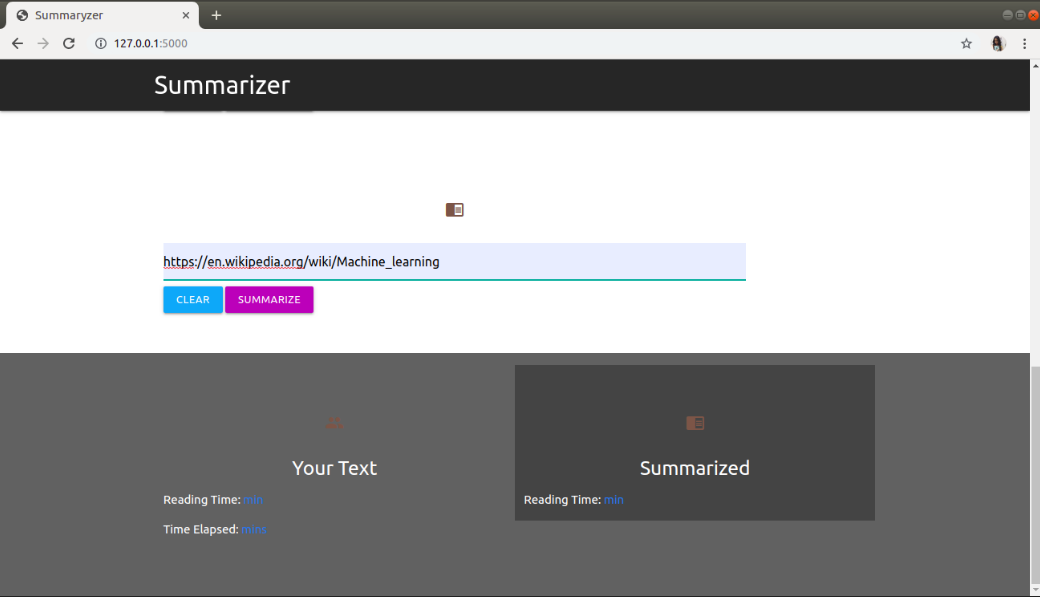 Summaryzer
127.0.0.1:5000
Summarizer
https://en.wikipedia.org/wiki/Machine_learning
CLEAR SUMMARIZE
Your Text
Reading Time: min
Time Elapsed: mins
Summarized
Reading Time: min